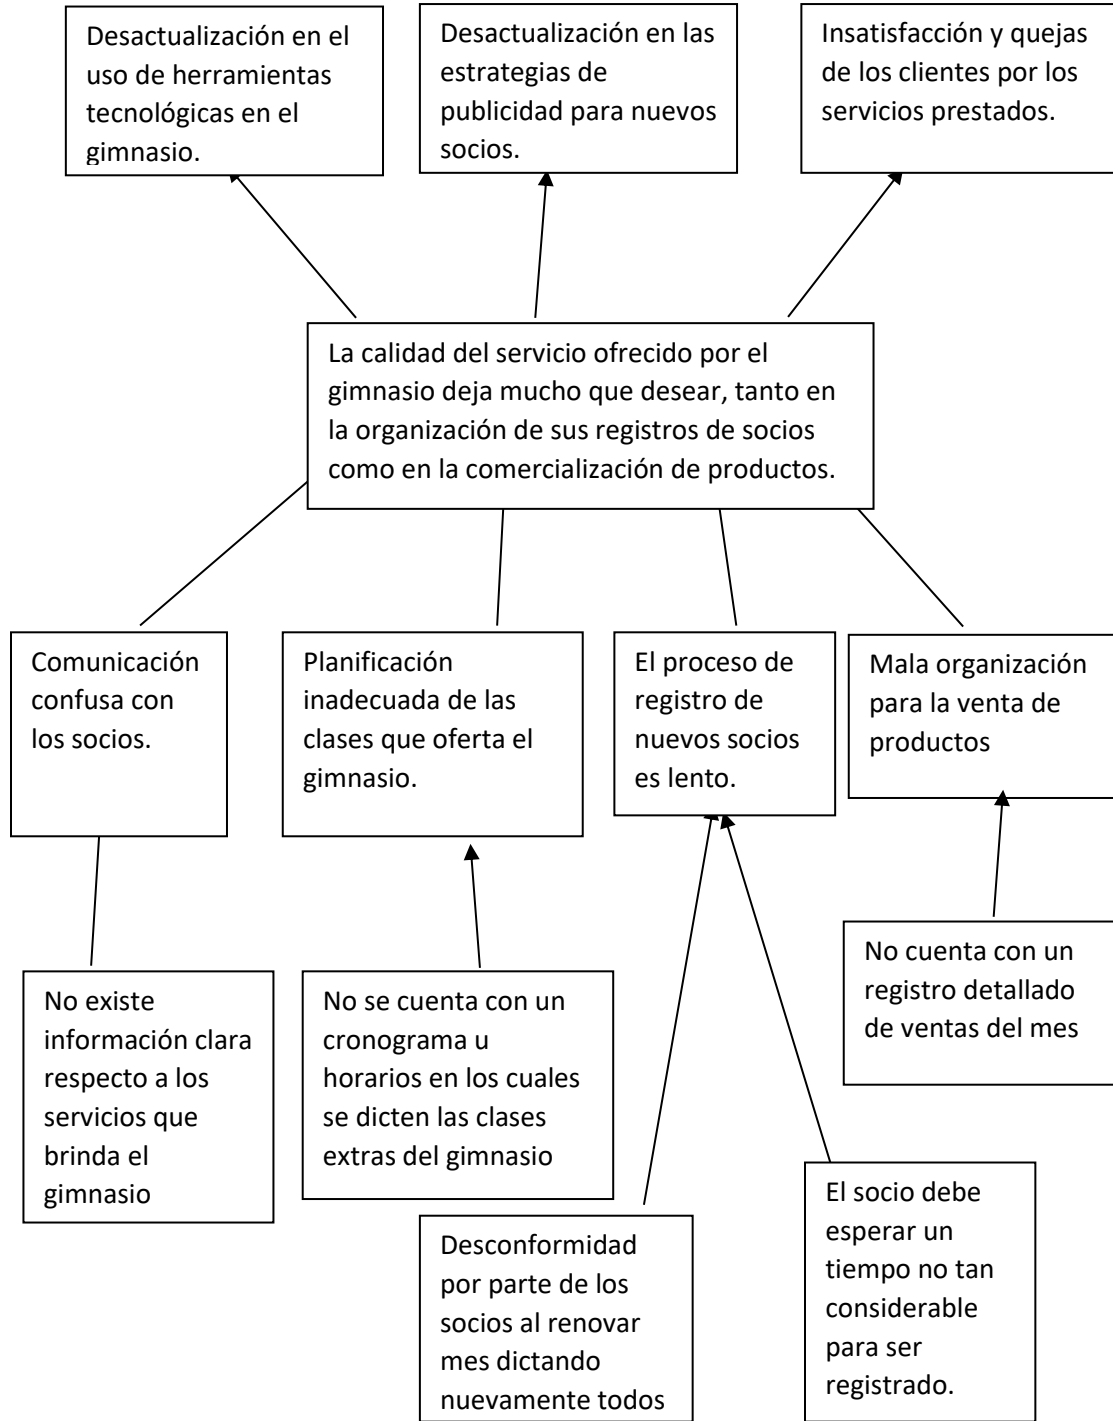 Desactualización en el
uso de herramientas
tecnológicas en el
gimnasio.
Desactualización en las
estrategias de
publicidad para nuevos
socios.
Insatisfacción y quejas
de los clientes por los
servicios prestados.
La calidad del servicio ofrecido por el
gimnasio deja mucho que desear, tanto en
la organización de sus registros de socios
como en la comercialización de productos.
Comunicación
confusa con
los socios.
Planificación
inadecuada de las
clases que oferta el
gimnasio.
El proceso de
registro de
nuevos socios
es lento.
Mala organización
para la venta de
productos
No existe
información clara
respecto a los
servicios que
brinda el
gimnasio
No se cuenta con un
cronograma u
horarios en los cuales
se dicten las clases
extras del gimnasio
No cuenta con un
registro detallado
de ventas del mes
Desconformidad
por parte de los
socios al renovar
mes dictando
nuevamente todos
El socio debe
esperar un
tiempo no tan
considerable
para ser
registrado.